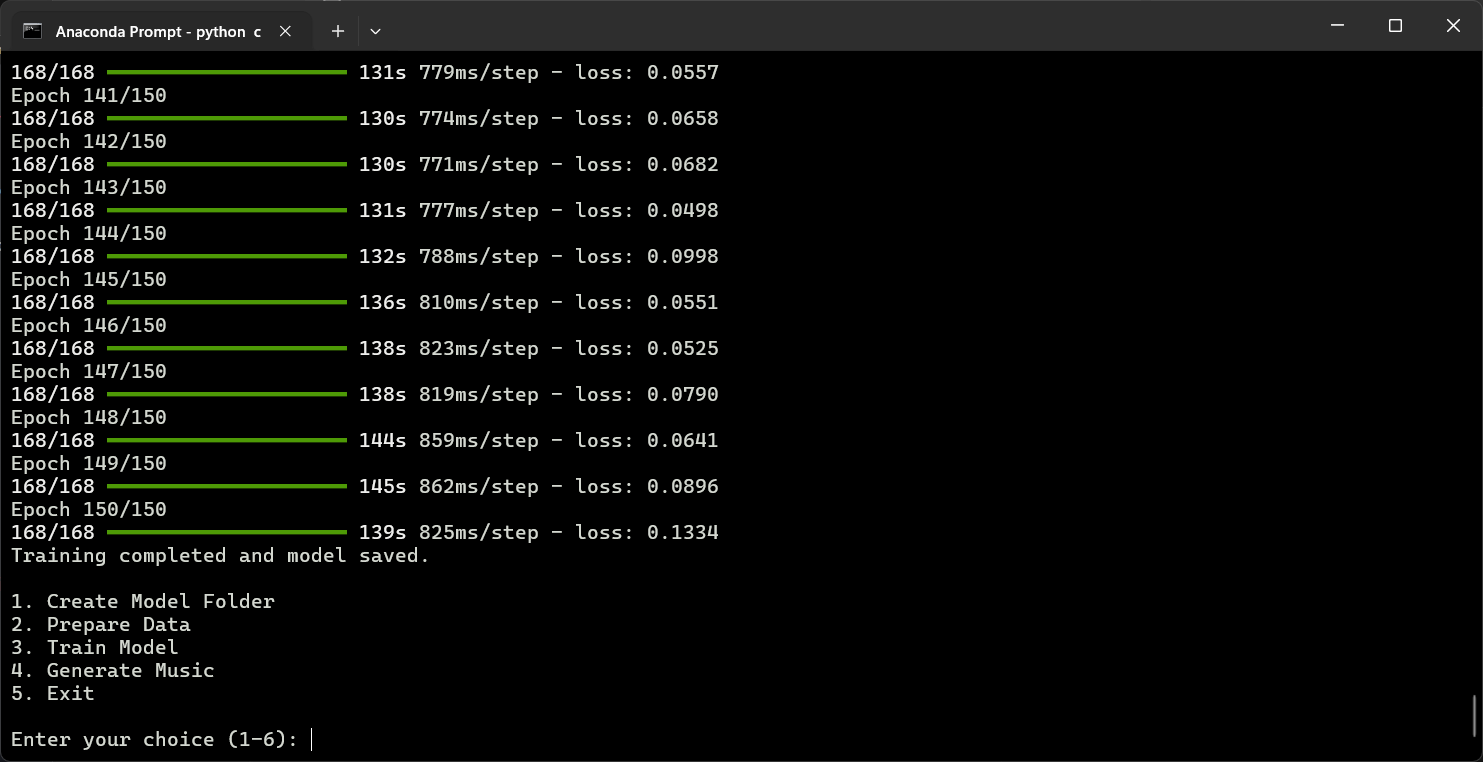 Anaconda Prompt - python  c
168/168 131s 779ms/step - loss: 0.0557
Epoch 141/150
168/168 130s 774ms/step - loss: 0.0658
Epoch 142/150
168/168 130s 771ms/step - loss: 0.0682
Epoch 143/150
168/168 131s 777ms/step - loss: 0.0498
Epoch 144/150
168/168 132s 788ms/step - loss: 0.0998
Epoch 145/150
168/168 136s 810ms/step - loss: 0.0551
Epoch 146/150
168/168 138s 823ms/step - loss: 0.0525
Epoch 147/150
168/168 138s 819ms/step - loss: 0.0790
Epoch 148/150
168/168 144s 859ms/step - loss: 0.0641
Epoch 149/150
168/168 145s 862ms/step - loss: 0.0896
Epoch 150/150
168/168 139s 825ms/step - loss: 0.1334
Training completed and model saved.
1. Create Model Folder
2. Prepare Data
3. Train Model
4. Generate Music
5. Exit
Enter your choice (1-6):